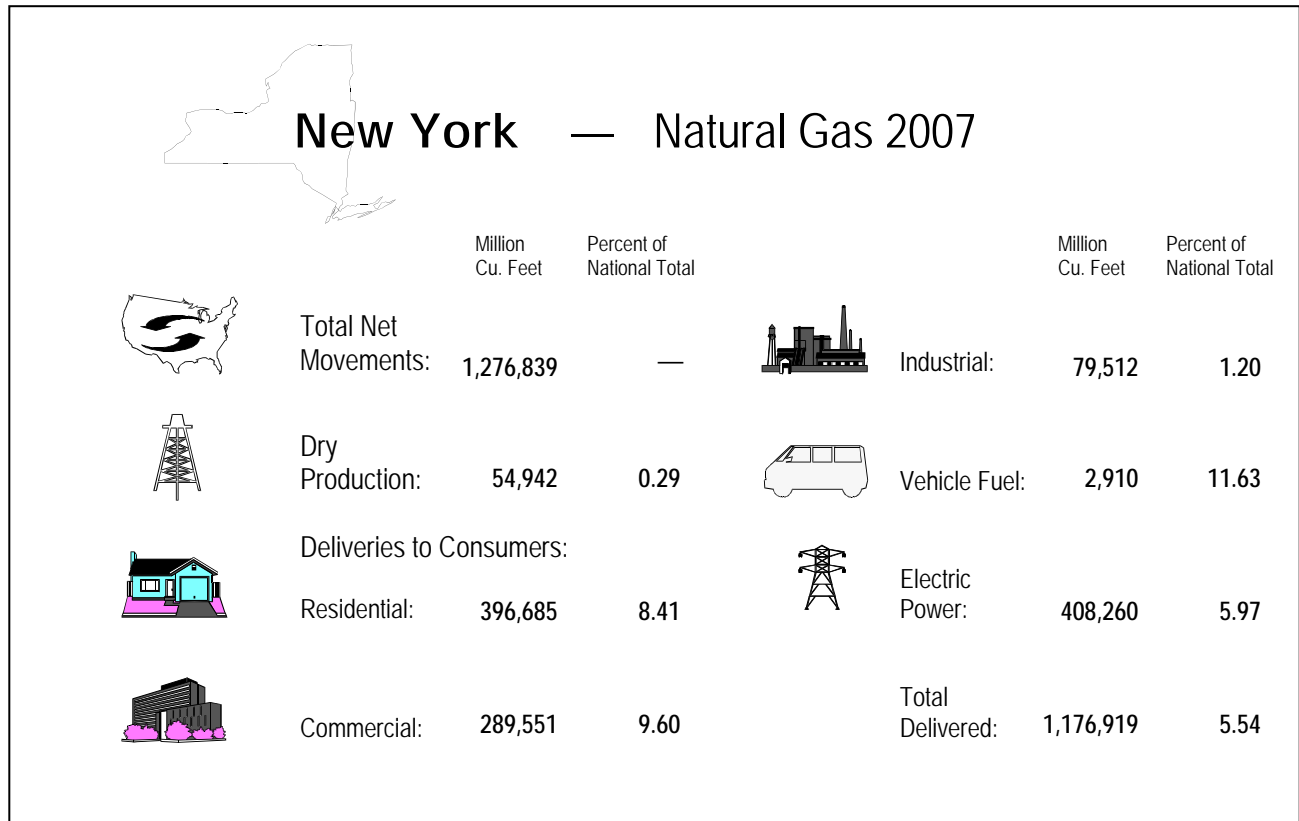 New York — Natural Gas 2007
Million Cu. Feet
Percent of National Total
Total Net
Movements: 1,276,839 —
Dry
Production: 54,942 0.29
Deliveries to Consumers:
Residential: 396,685 8.41
Commercial: 289,551 9.60
Million Cu. Feet
Percent of National Total
Industrial: 79,512 1.20
Vehicle Fuel: 2,910 11.63
Electric
Power: 408,260 5.97
Total
Delivered: 1,176,919 5.54